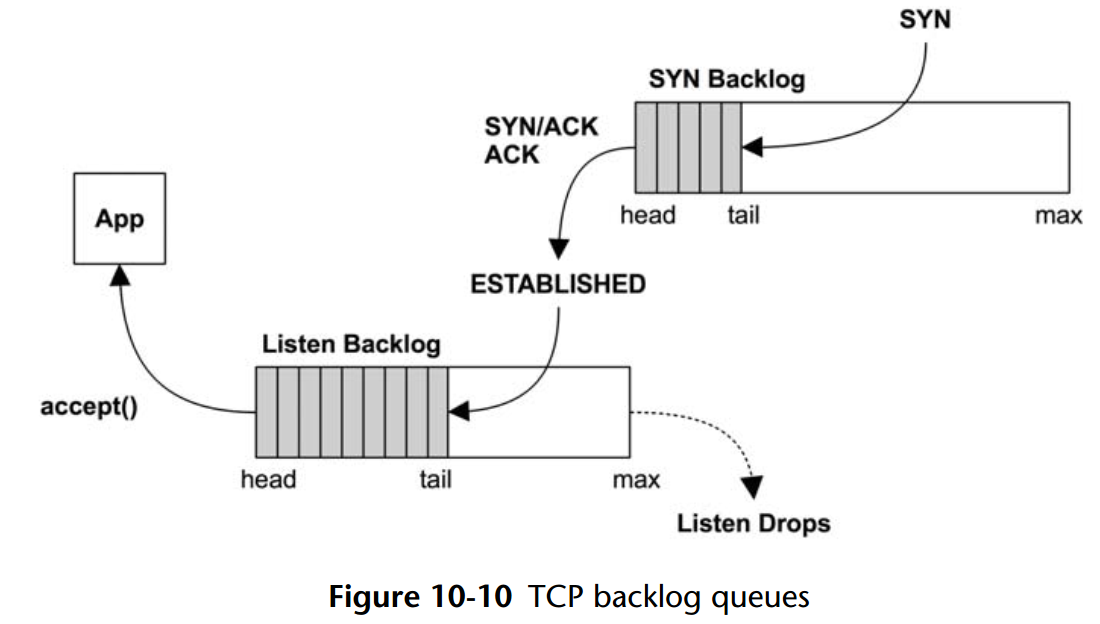 SYN
SYN Backlog
SYN/ACK
ACK
head
tail
max
App
ESTABLISHED
Listen Backlog
accept()
head
tail
max
Listen Drops
Figure 10-10 TCP backlog queues